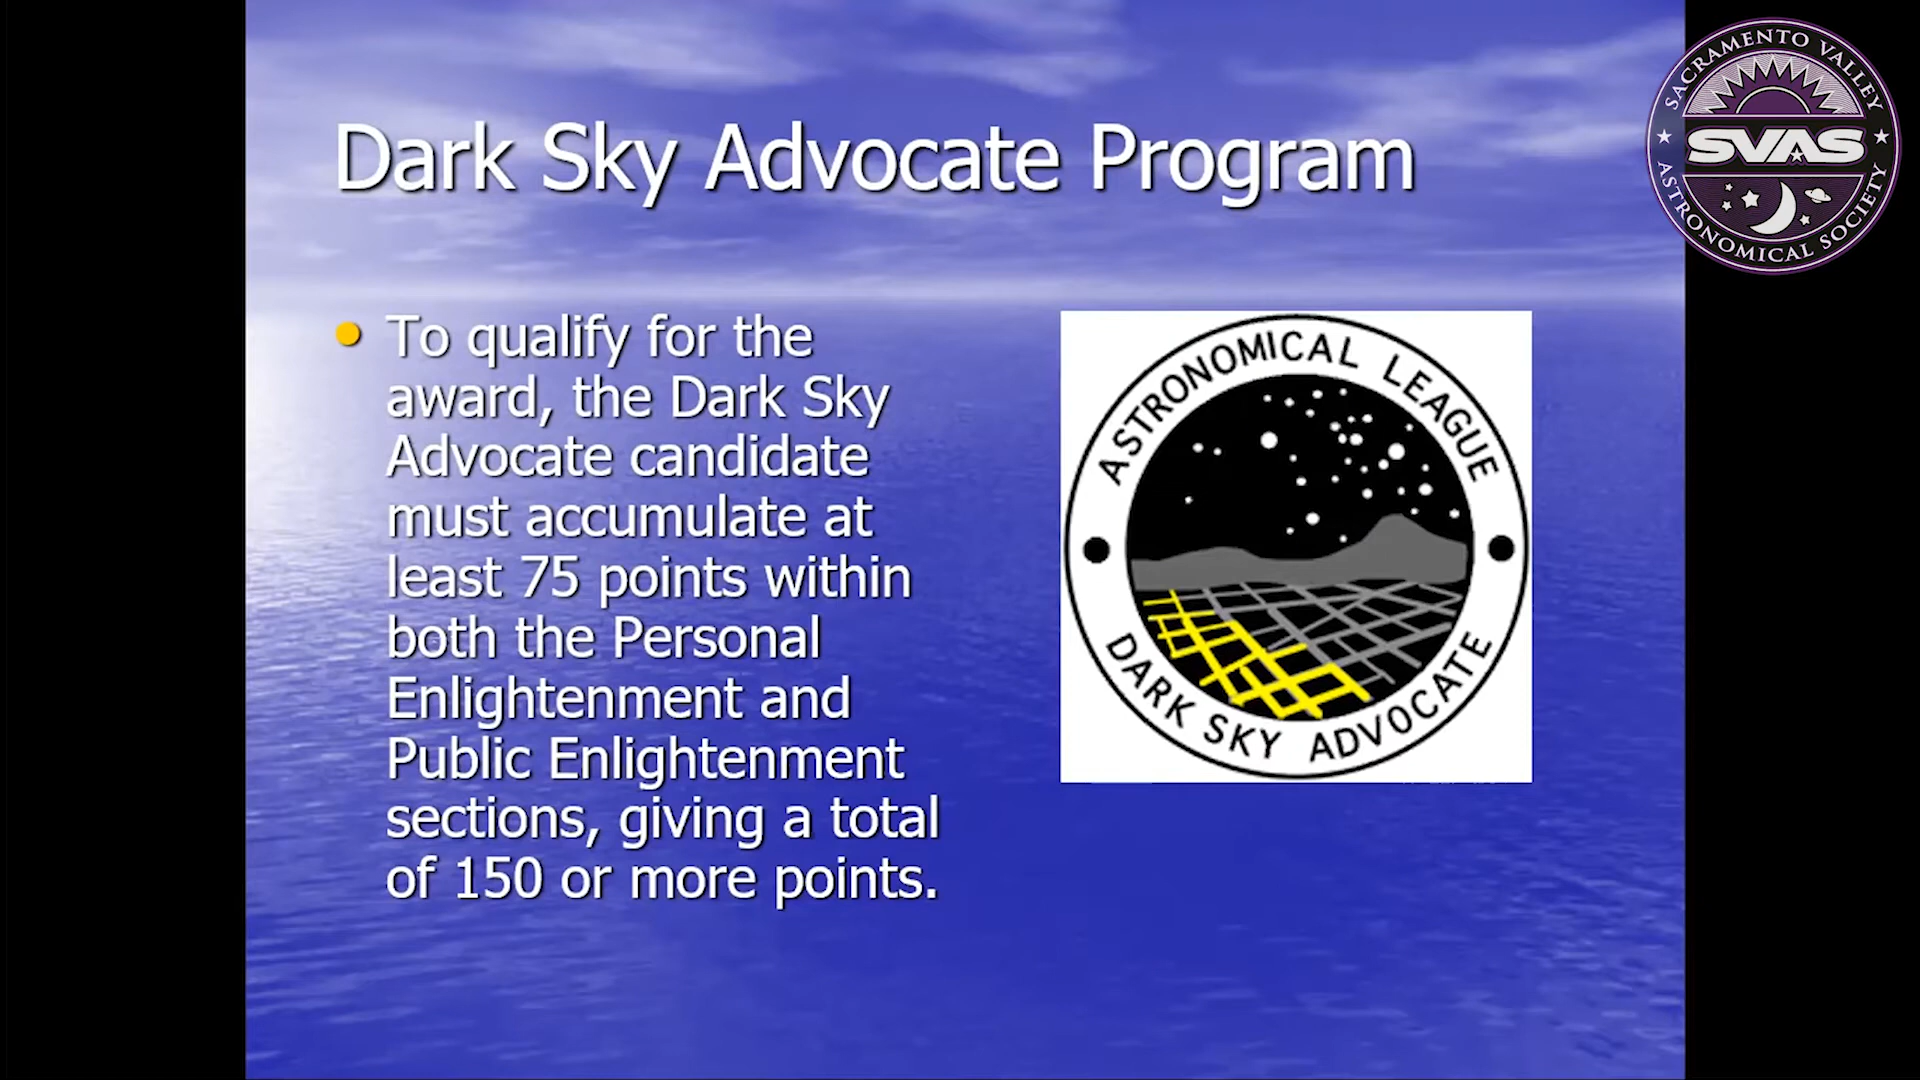 Dark Sky Advocate Program
SACRAMENTO VALLEY
SVAS
ASTRONOMICAL SOCIETY
To qualify for the
award, the Dark Sky
Advocate candidate
must accumulate at
least 75 points within
both the Personal
Enlightenment and
Public Enlightenment
sections, giving a total
of 150 or more points.
ASTRONOMICAL LEAGUE
DARK SKY ADVOCATE